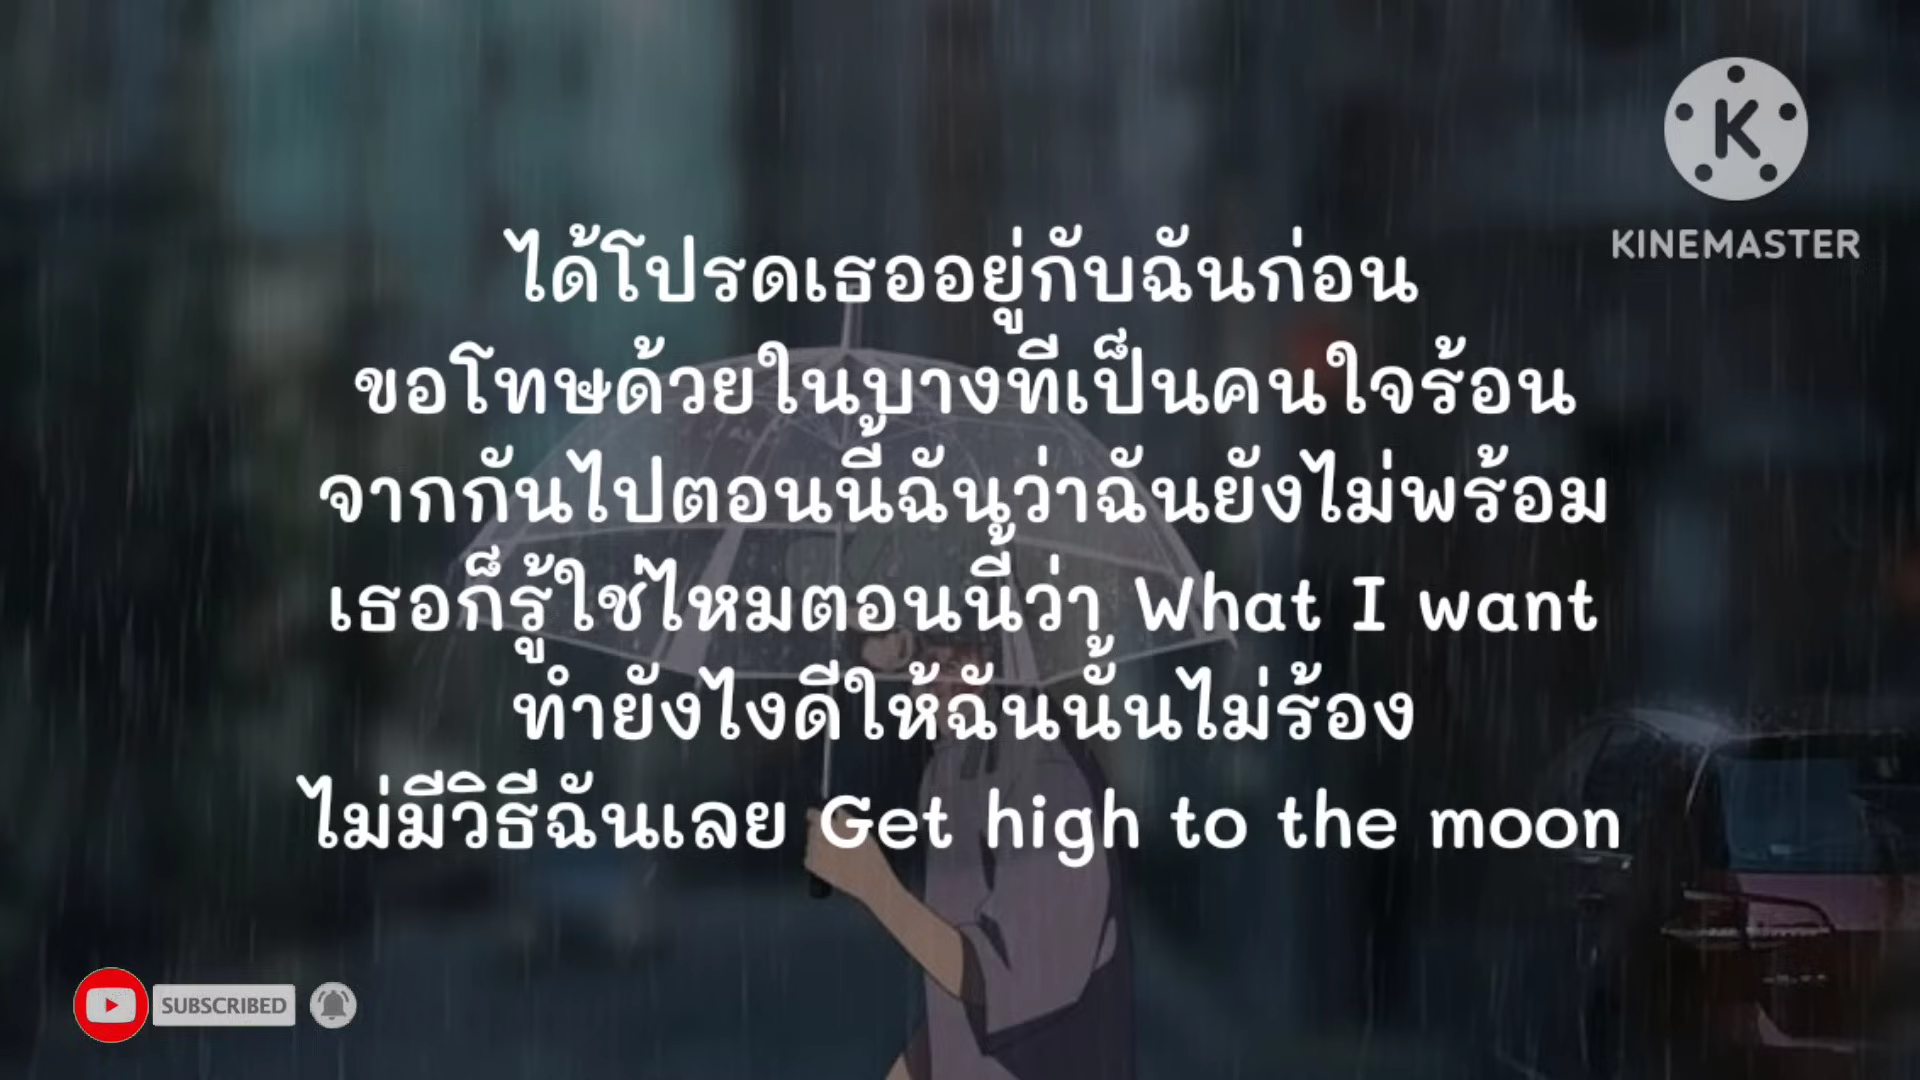 KINEMASTER
ได้โปรดเธออยู่กับฉันก่อน
ขอโทษด้วยในบางทีเป็นคนใจร้อน
จากกันไปตอนนี้ฉันว่าฉันยังไม่พร้อม
เธอก็รู้ใช่ไหมตอนนี้ว่า What I want
ทำยังไงดีให้ฉันนั้นไม่ร้อง
ไม่มีวิธีฉันเลย Get high to the moon
SUBSCRIBED